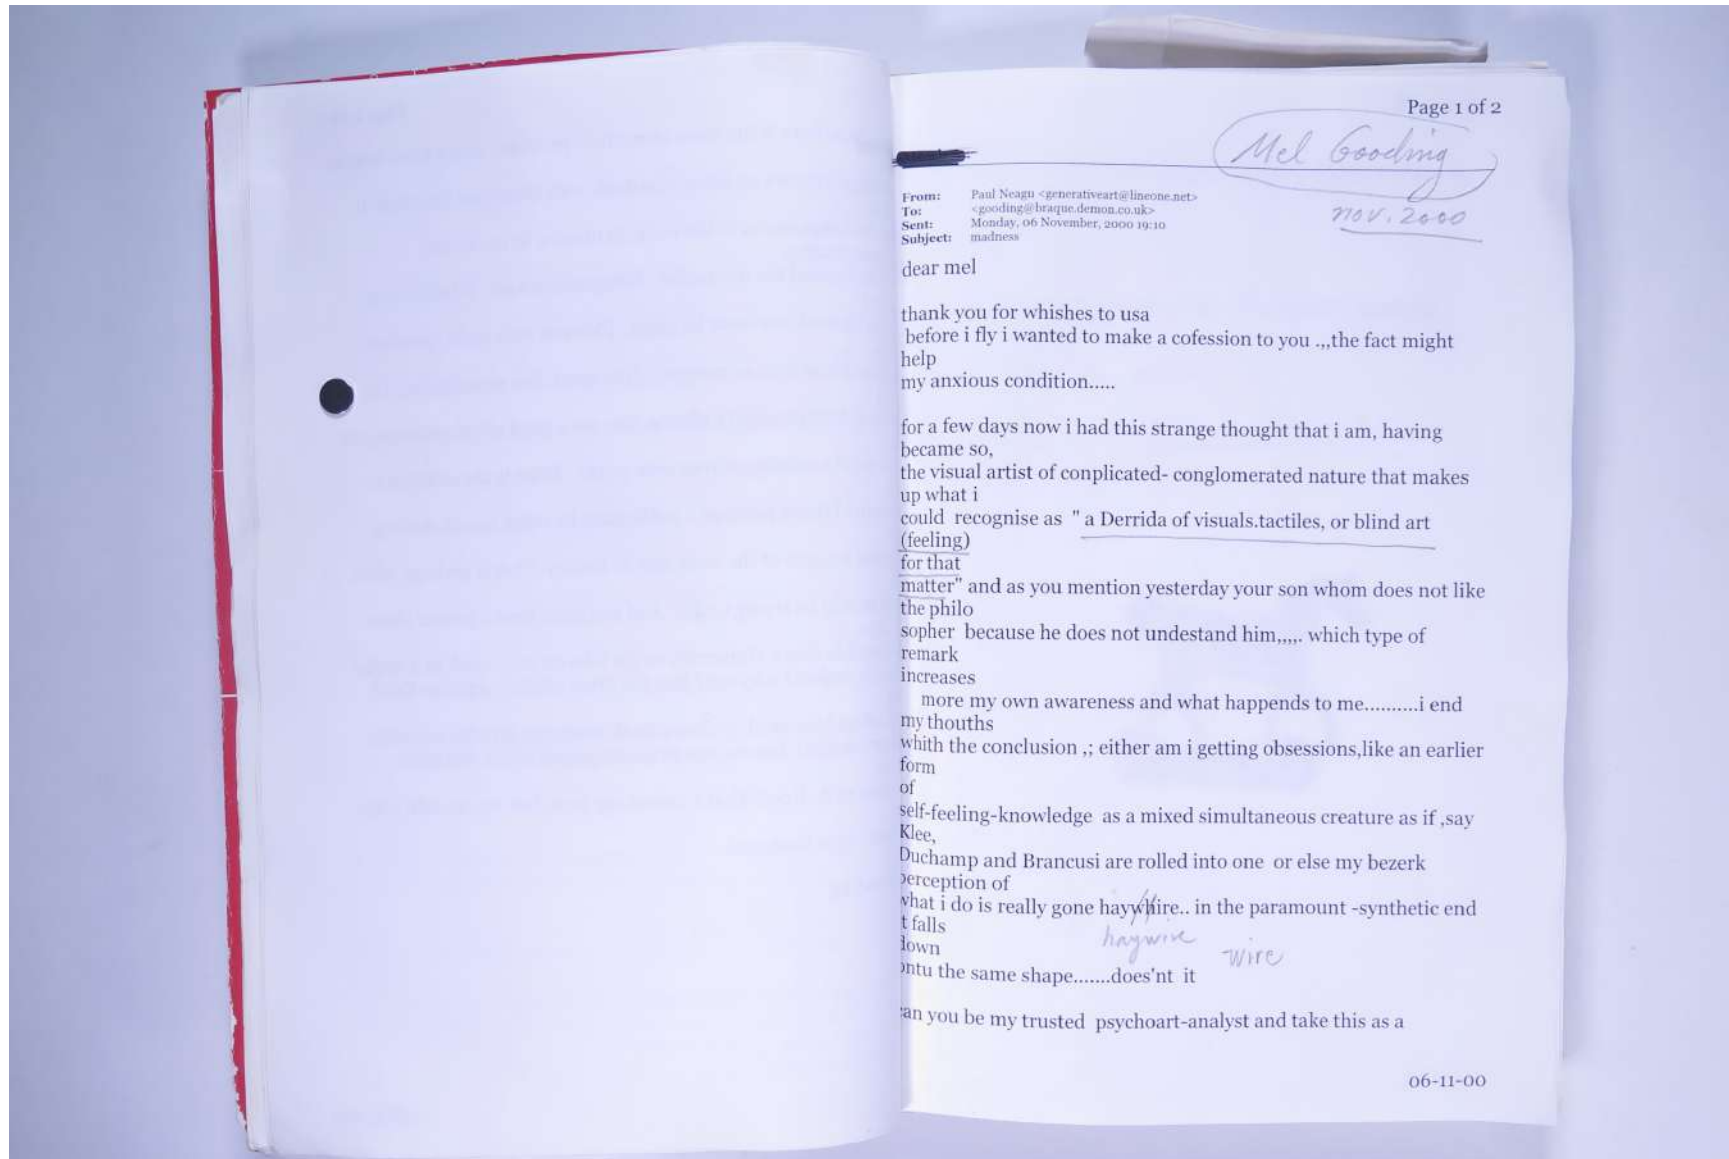 Page 1 of 2
Mel Gooding
nov. 2000
From: Paul Neagu <generativeart@lineone.net>
To: <gooding@braque.demon.co.uk>
Sent: Monday, 06 November, 2000 19:10
Subject: madness
dear mel
thank you for whishes to usa
before i fly i wanted to make a cofession to you .,,the fact might
help
my anxious condition.....
for a few days now i had this strange thought that i am, having
became so,
the visual artist of conplicated- conglomerated nature that makes
up what i
could recognise as " a Derrida of visuals.tactiles, or blind art
(feeling)
for that
matter" and as you mention yesterday your son whom does not like
the philo
sopher because he does not undestand him,,,,. which type of
remark
increases
more my own awareness and what happends to me..........i end
my thouths
whith the conclusion ,; either am i getting obsessions,like an earlier
form
of
self-feeling-knowledge as a mixed simultaneous creature as if ,say
Klee,
Duchamp and Brancusi are rolled into one or else my bezerk
perception of
what i do is really gone haywhire.. in the paramount -synthetic end
t falls
down
haywire wire
ontu the same shape.......does'nt it
can you be my trusted psychoart-analyst and take this as a
06-11-00